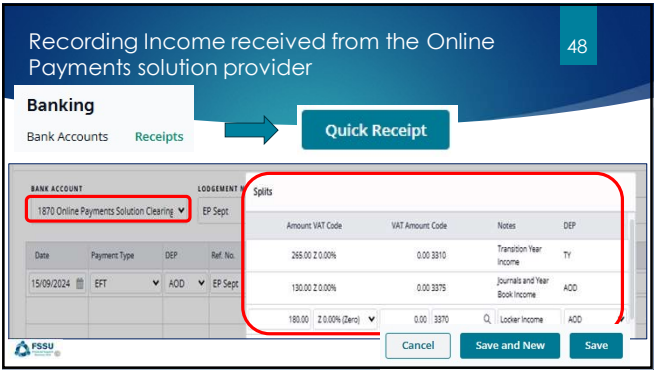 Recording Income received from the Online
Payments solution provider
48
Banking
Bank Accounts Receipts
Quick Receipt
BANK ACCOUNT LODGEMENT N
1870 Online Payments Solution Clearing EP Sept
Date Payment Type DEP Ref. No.
15/09/2024 EFT AOD EP Sept
Splits
Amount VAT Code VAT Amount Code Notes DEP
265.00 Z 0.00% 0.00 3310 Transition Year
Income TY
130.00 Z 0.00% 0.00 3375 Journals and Year
Book Income AOD
180.00 Z 0.00% (Zero) 0.00 3370 Locker Income AOD
Cancel Save and New Save
FSSU